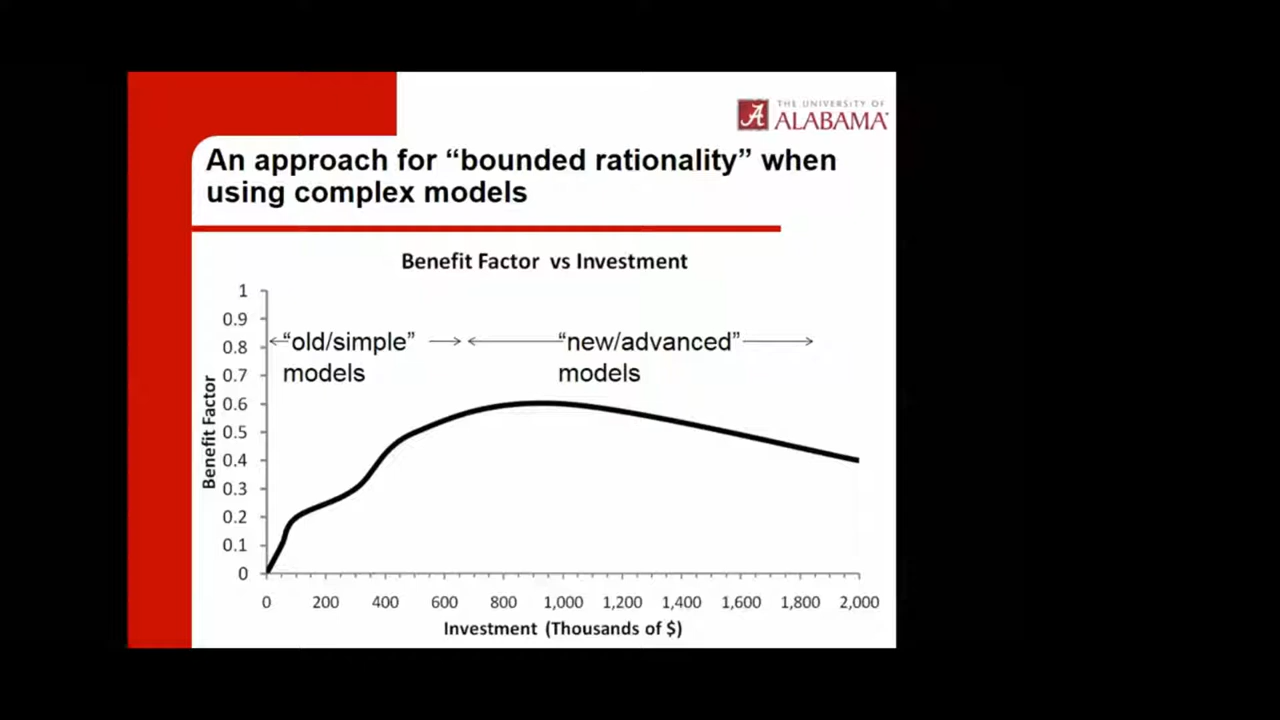 THE UNIVERSITY OF
ALABAMA
An approach for “bounded rationality” when
using complex models
Benefit Factor vs Investment
1
0.9
0.8
0.7
0.6
0.5
0.4
0.3
0.2
0.1
0
Benefit Factor
“old/simple”
models
“new/advanced”
models
0 200 400 600 800 1,000 1,200 1,400 1,600 1,800 2,000
Investment (Thousands of $)